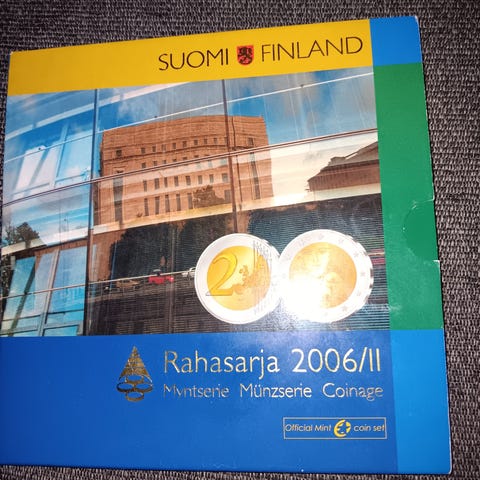 SUOMI FINLAND
2
Rahasarja 2006/II
Myntserie Münzserie Coinage
Official Mint coin set